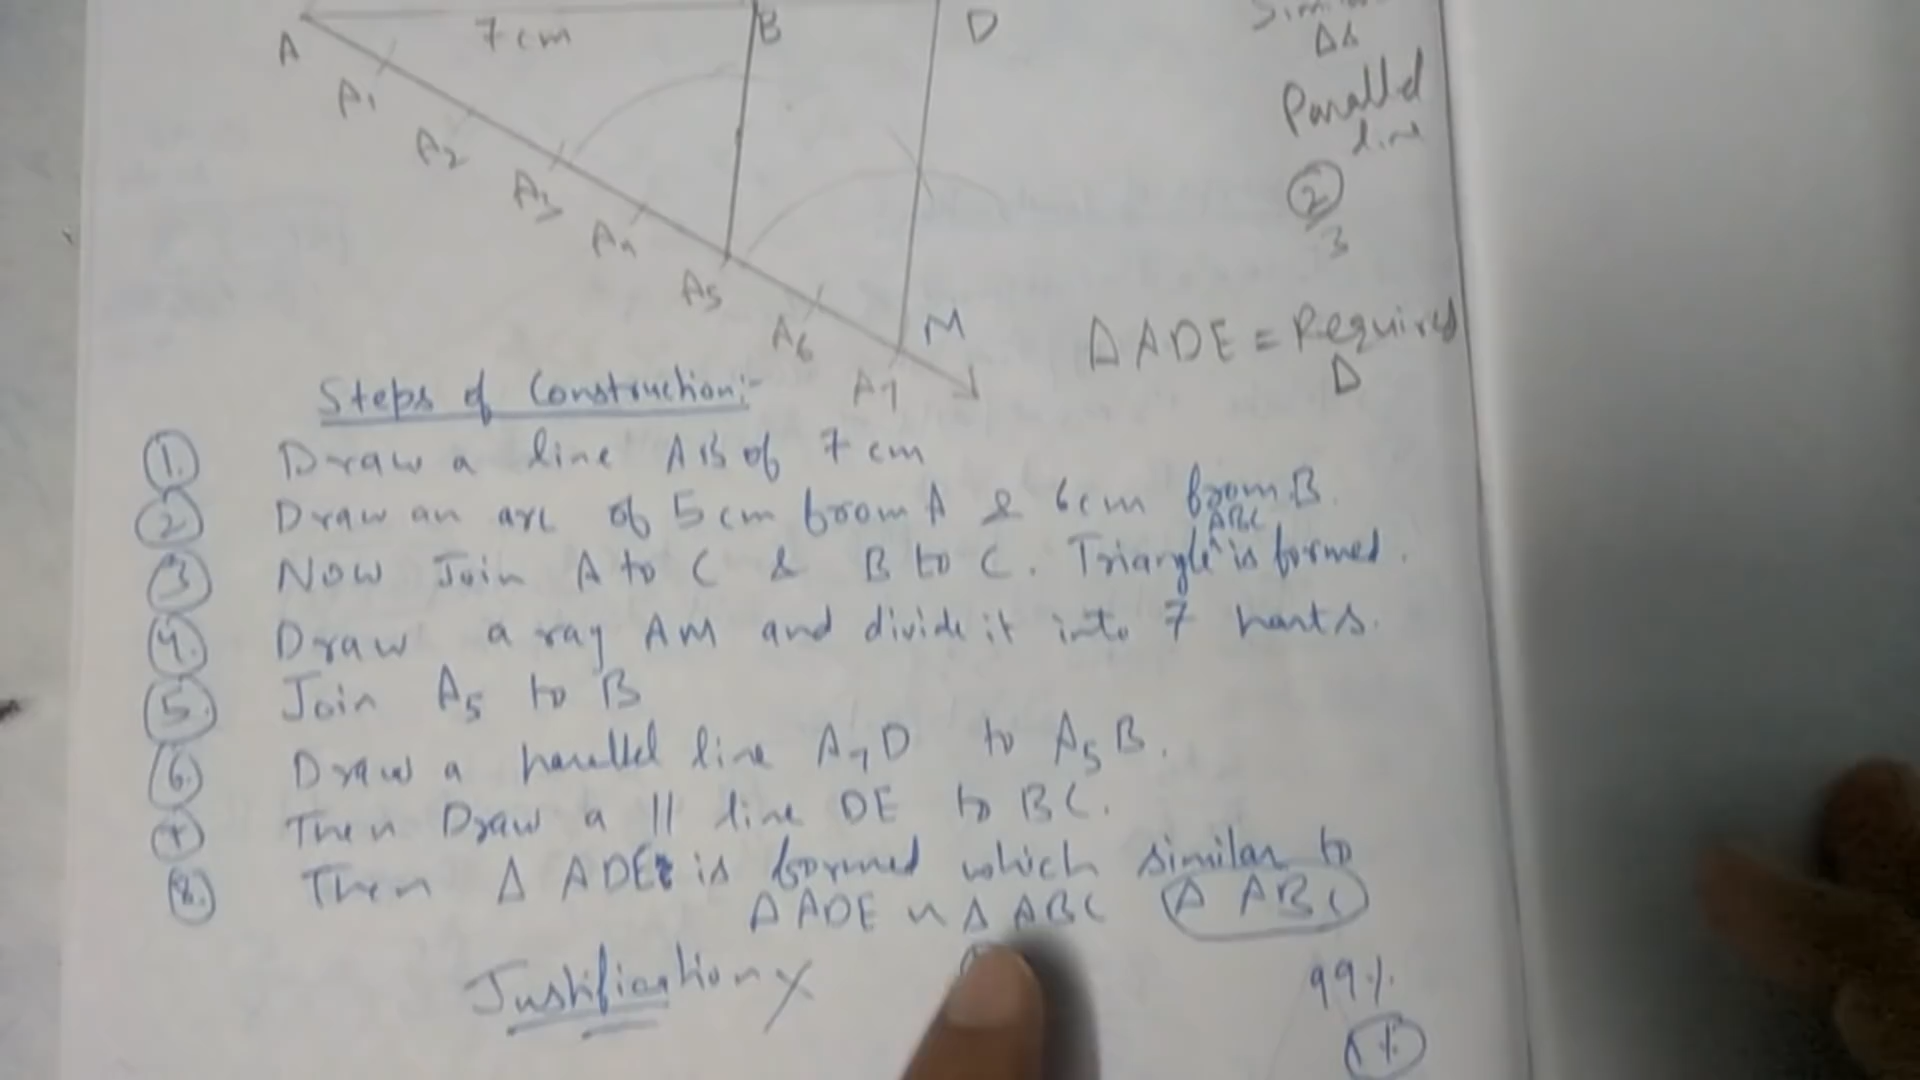 A 7 cm B D
A1
A2
A3
A4
A5
A6
A7
M
Δs
Parallel
line
2
3
Δ ADE = Required
Δ
Steps of Construction:-
1. Draw a line AB of 7 cm
2 Draw an arc of 5 cm from A & 6 cm from B.
3 Now Join A to C & B to C. Triangle ABC is formed.
4. Draw a ray AM and divide it into 7 parts.
5. Join A5 to B
6. Draw a parallel line A7D to A5B.
7 Then Draw a || line DE to BC.
8. Then Δ ADE is formed which similar to
Δ ADE ~ Δ ABC Δ ABC
Justification X
99%
1%